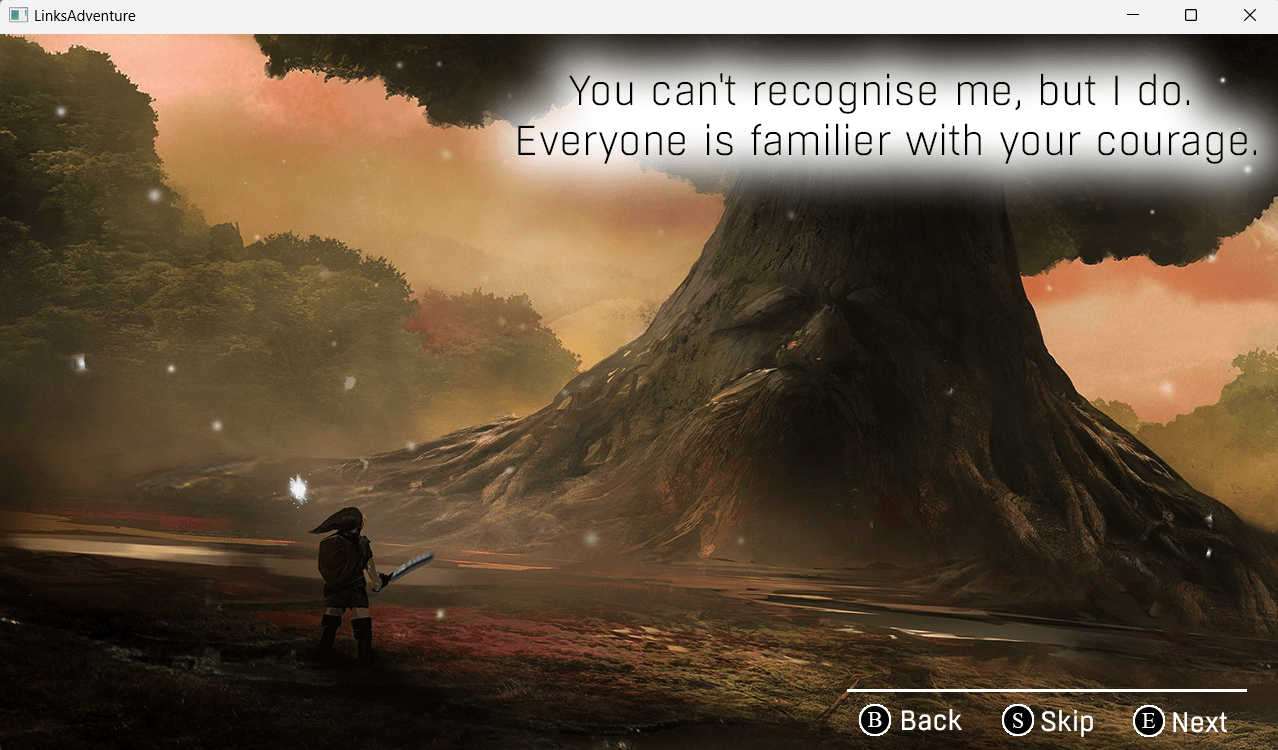 LinksAdventure
You can't recognise me, but I do.
Everyone is familier with your courage.
B Back S Skip E Next